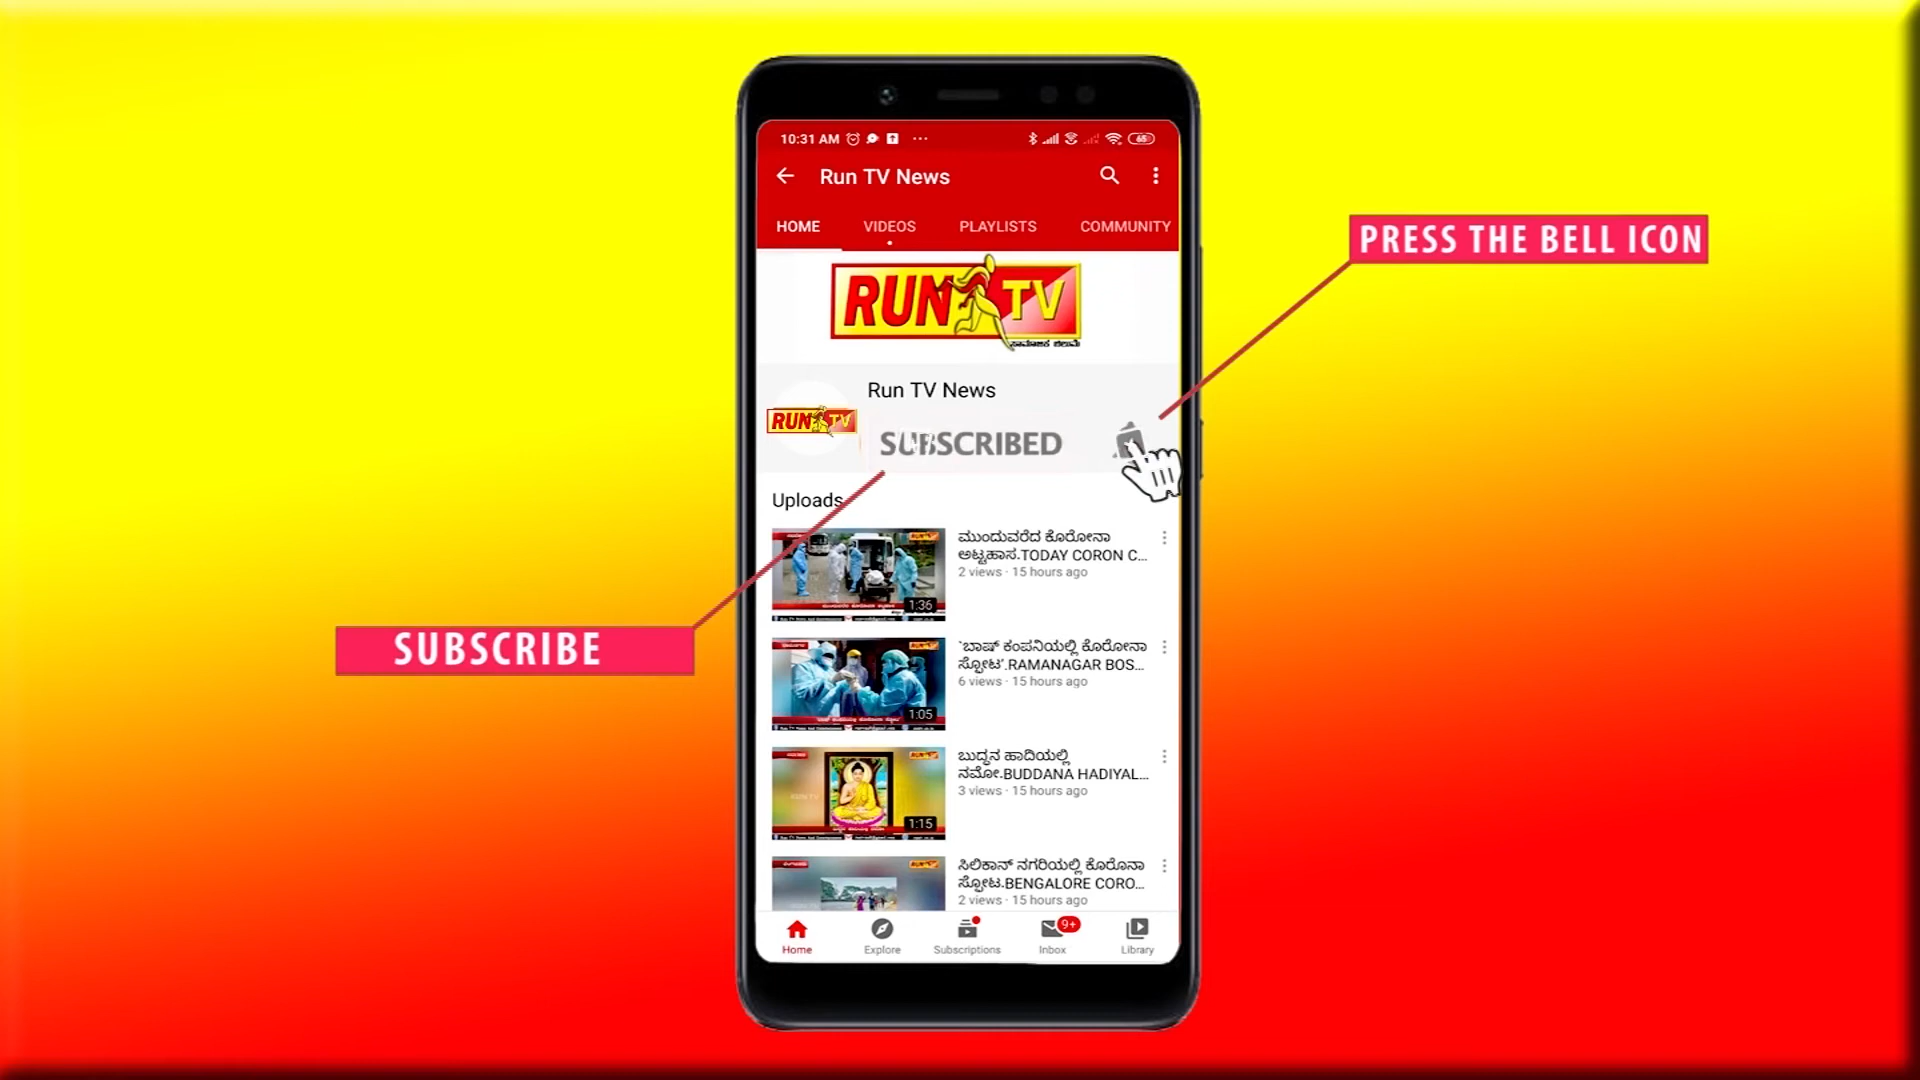 10:31 AM
65
Run TV News
HOME VIDEOS PLAYLISTS COMMUNITY
PRESS THE BELL ICON
RUN TV
ಸಾಮಾಜಿಕ ಚಿಲುಮೆ
Run TV News
RUN TV
SUBSCRIBED
Uploads
ಮುಂದುವರೆದ ಕೊರೋನಾ
ಅಟ್ಟಹಾಸ.TODAY CORON C...
2 views · 15 hours ago
1:36
SUBSCRIBE
`ಬಾಷ್ ಕಂಪನಿಯಲ್ಲಿ ಕೊರೋನಾ
ಸ್ಫೋಟ'.RAMANAGAR BOS...
6 views · 15 hours ago
1:05
ಬುದ್ಧನ ಹಾದಿಯಲ್ಲಿ
ನಮೋ.BUDDANA HADIYAL...
3 views · 15 hours ago
1:15
ಸಿಲಿಕಾನ್ ನಗರಿಯಲ್ಲಿ ಕೊರೊನಾ
ಸ್ಫೋಟ.BENGALORE CORO...
2 views · 15 hours ago
9+
Home Explore Subscriptions Inbox Library